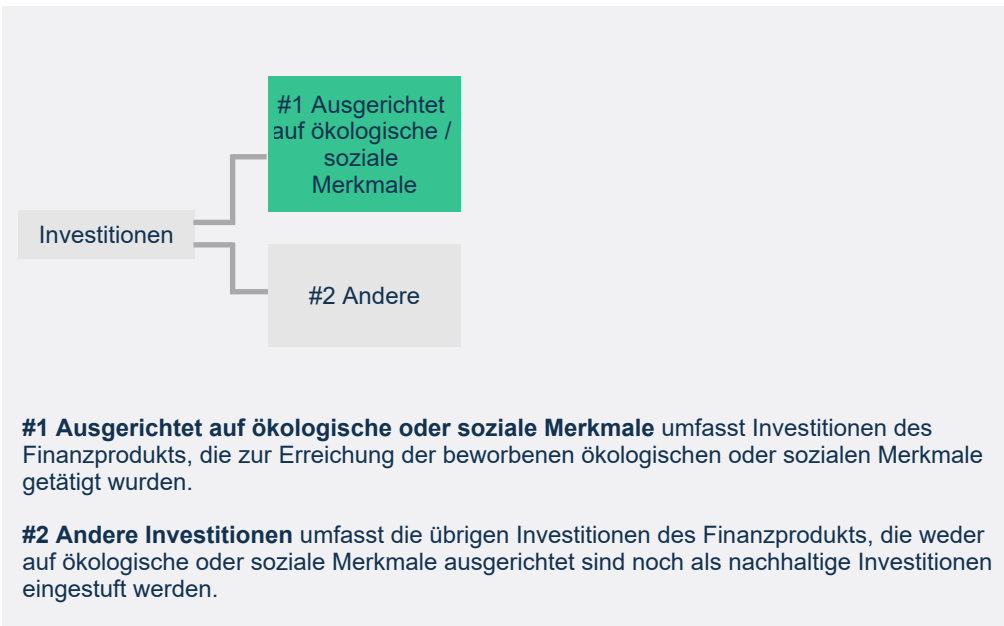 #1 Ausgerichtet
auf ökologische /
soziale
Merkmale
Investitionen
#2 Andere
#1 Ausgerichtet auf ökologische oder soziale Merkmale umfasst Investitionen des
Finanzprodukts, die zur Erreichung der beworbenen ökologischen oder sozialen Merkmale
getätigt wurden.
#2 Andere Investitionen umfasst die übrigen Investitionen des Finanzprodukts, die weder
auf ökologische oder soziale Merkmale ausgerichtet sind noch als nachhaltige Investitionen
eingestuft werden.